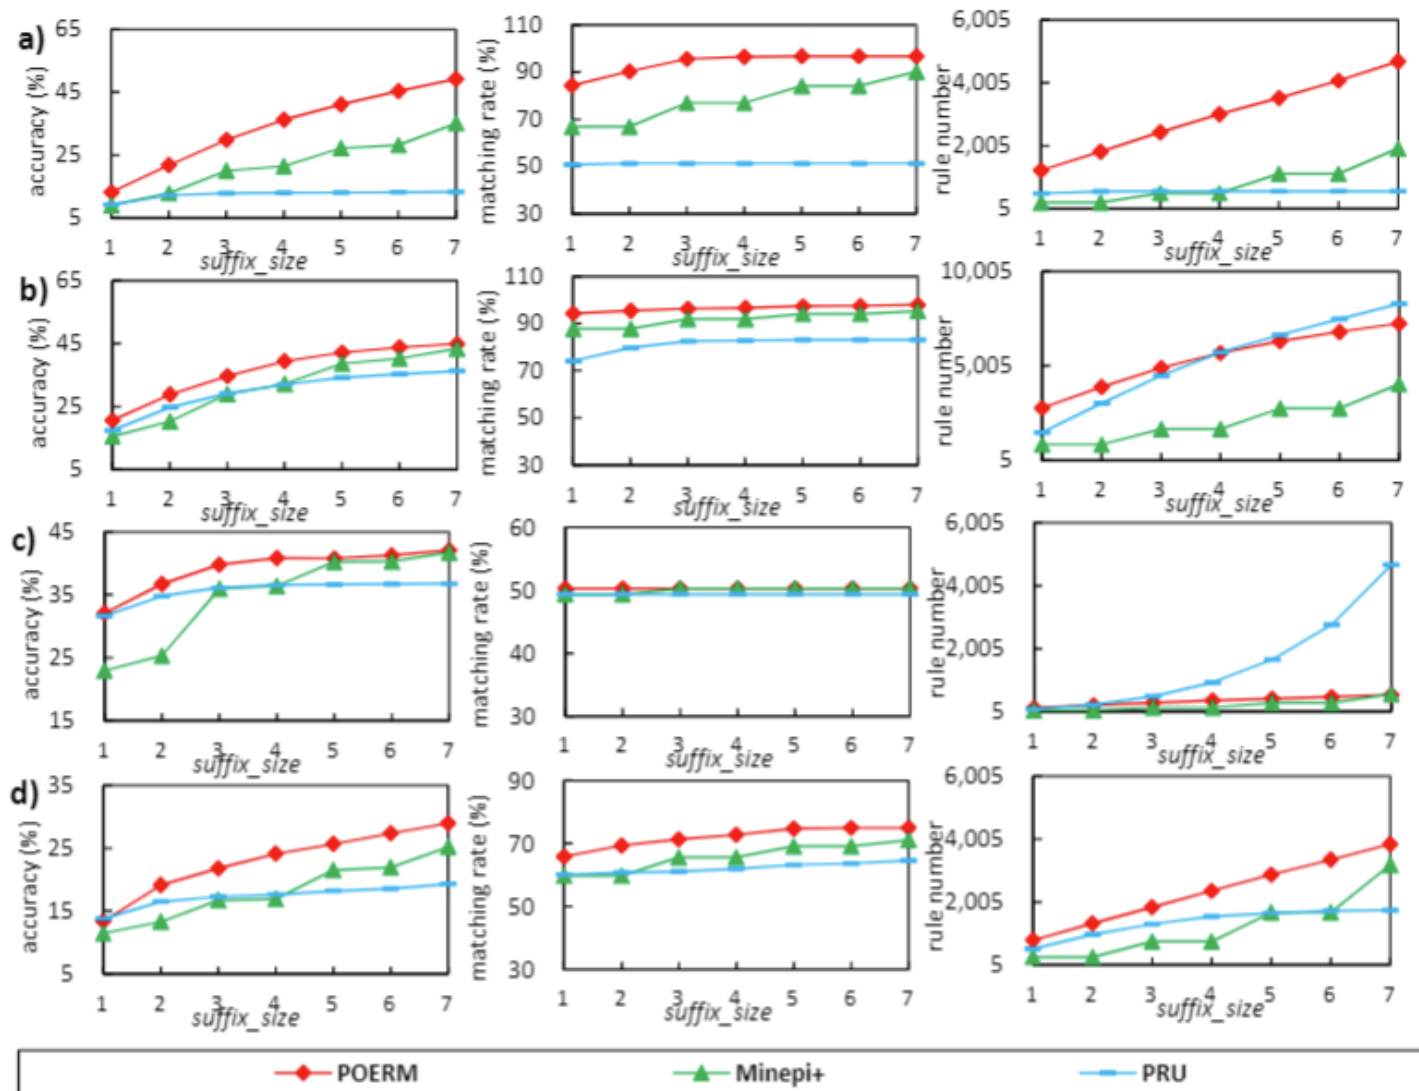 a)
accuracy (%)
65
45
25
5
1 2 3 4 5 6 7
suffix_size
matching rate (%)
110
90
70
50
30
1 2 3 4 5 6 7
suffix_size
rule number
6,005
4,005
2,005
5
1 2 3 4 5 6 7
suffix_size
b)
accuracy (%)
65
45
25
5
1 2 3 4 5 6 7
suffix_size
matching rate (%)
110
90
70
50
30
1 2 3 4 5 6 7
suffix_size
rule number
10,005
5,005
5
1 2 3 4 5 6 7
suffix_size
c)
accuracy (%)
45
35
25
15
1 2 3 4 5 6 7
suffix_size
matching rate (%)
60
50
40
30
1 2 3 4 5 6 7
suffix_size
rule number
6,005
4,005
2,005
5
1 2 3 4 5 6 7
suffix_size
d)
accuracy (%)
35
25
15
5
1 2 3 4 5 6 7
suffix_size
matching rate (%)
90
70
50
30
1 2 3 4 5 6 7
suffix_size
rule number
6,005
4,005
2,005
5
1 2 3 4 5 6 7
suffix_size
POERM Minepi+ PRU